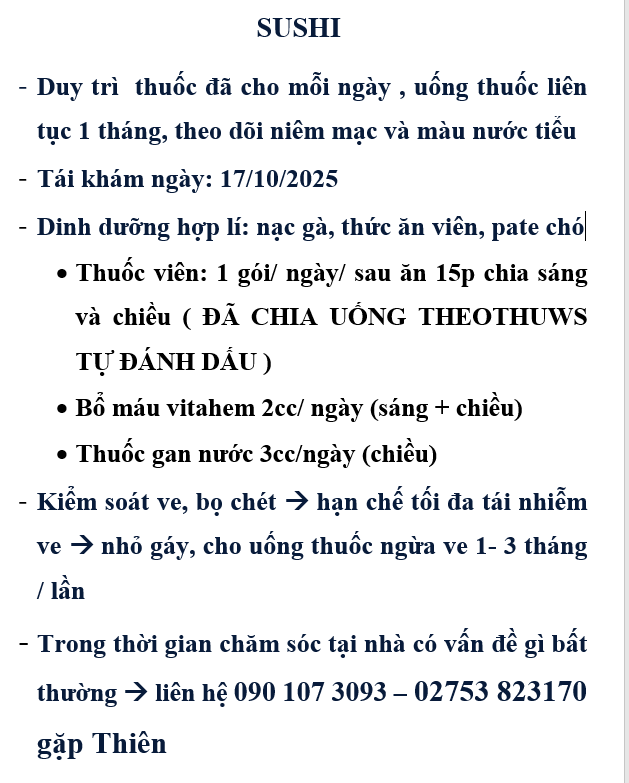 SUSHI
- Duy trì thuốc đã cho mỗi ngày , uống thuốc liên
tục 1 tháng, theo dõi niêm mạc và màu nước tiểu
- Tái khám ngày: 17/10/2025
- Dinh dưỡng hợp lí: nạc gà, thức ăn viên, pate chó
• Thuốc viên: 1 gói/ ngày/ sau ăn 15p chia sáng
và chiều ( ĐÃ CHIA UỐNG THEOTHUWS
TỰ ĐÁNH DẤU )
• Bổ máu vitahem 2cc/ ngày (sáng + chiều)
• Thuốc gan nước 3cc/ngày (chiều)
- Kiểm soát ve, bọ chét → hạn chế tối đa tái nhiễm
ve → nhỏ gáy, cho uống thuốc ngừa ve 1- 3 tháng
/ lần
- Trong thời gian chăm sóc tại nhà có vấn đề gì bất
thường → liên hệ 090 107 3093 – 02753 823170
gặp Thiên